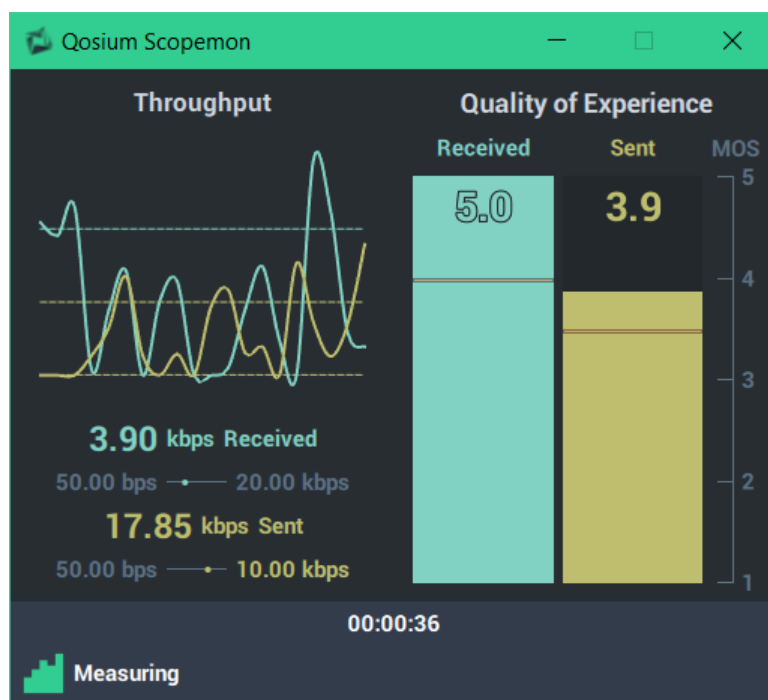 Qosium Scopemon
Throughput
3.90 kbps Received
50.00 bps 20.00 kbps
17.85 kbps Sent
50.00 bps 10.00 kbps
Quality of Experience
Received Sent MOS
5.0 3.9
5
4
3
2
1
00:00:36
Measuring